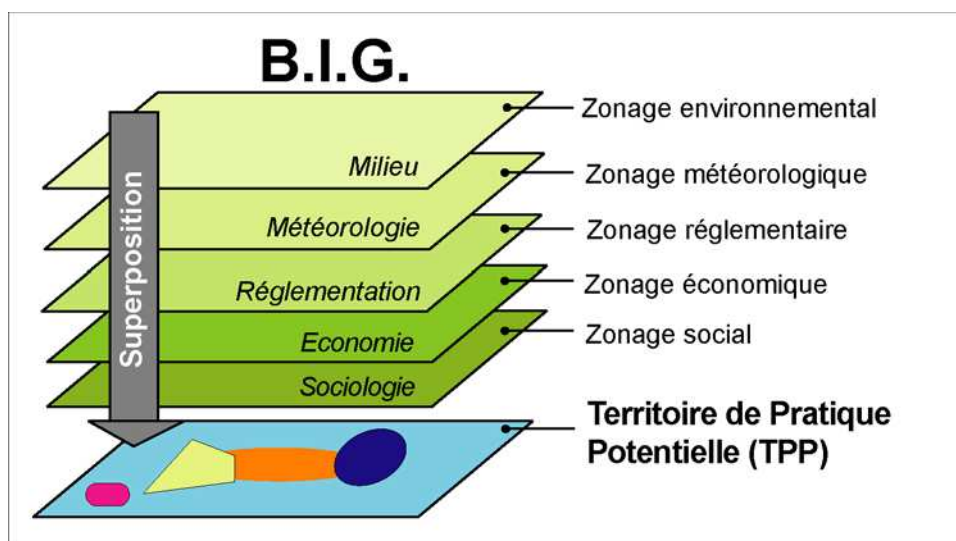 B.I.G.
Zonage environnemental
Milieu
Zonage météorologique
Météorologie
Zonage réglementaire
Réglementation
Zonage économique
Economie
Zonage social
Sociologie
Superposition
Territoire de Pratique
Potentielle (TPP)